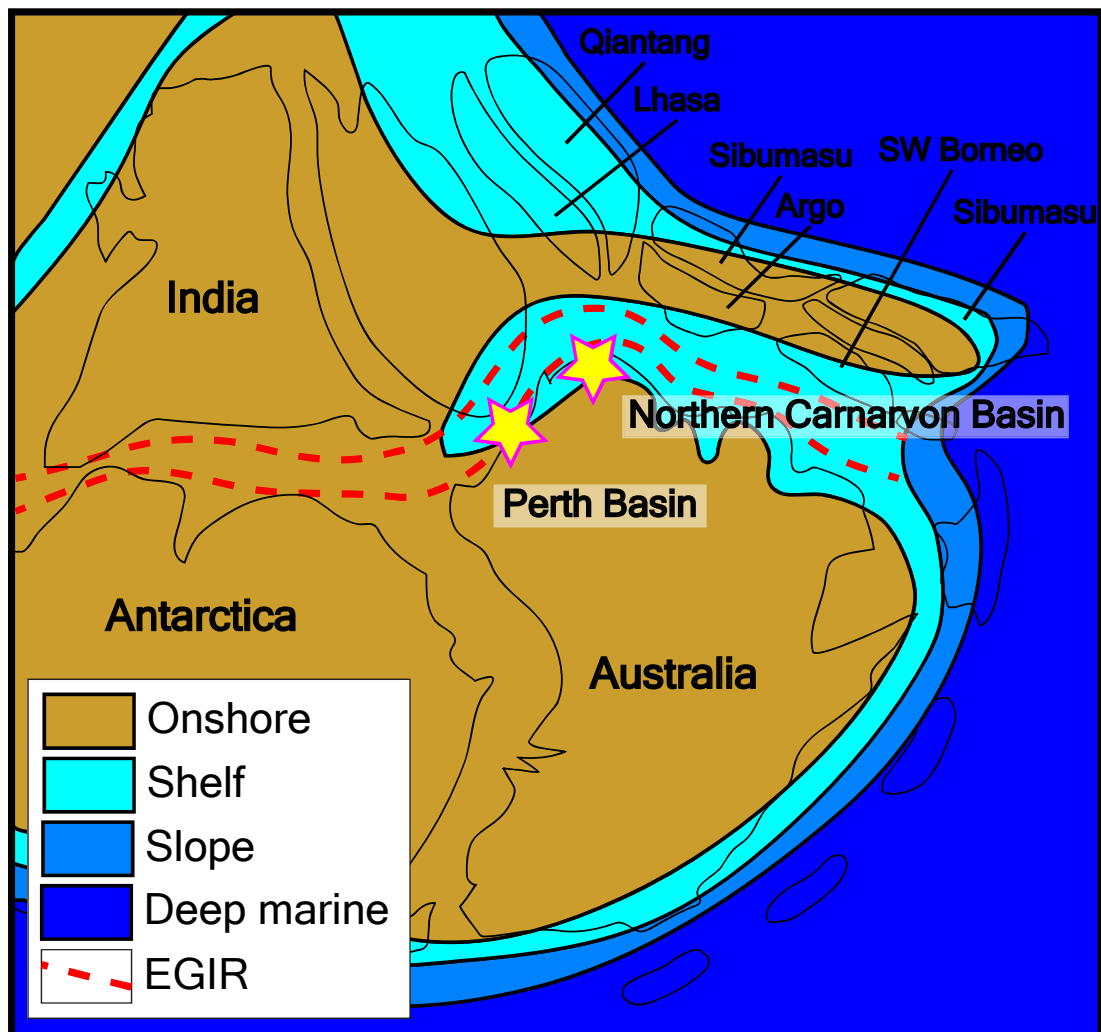 Qiantang
Lhasa
Sibumasu
SW Borneo
Argo
Sibumasu
India
Northern Carnarvon Basin
Perth Basin
Antarctica
Australia
Onshore
Shelf
Slope
Deep marine
EGIR